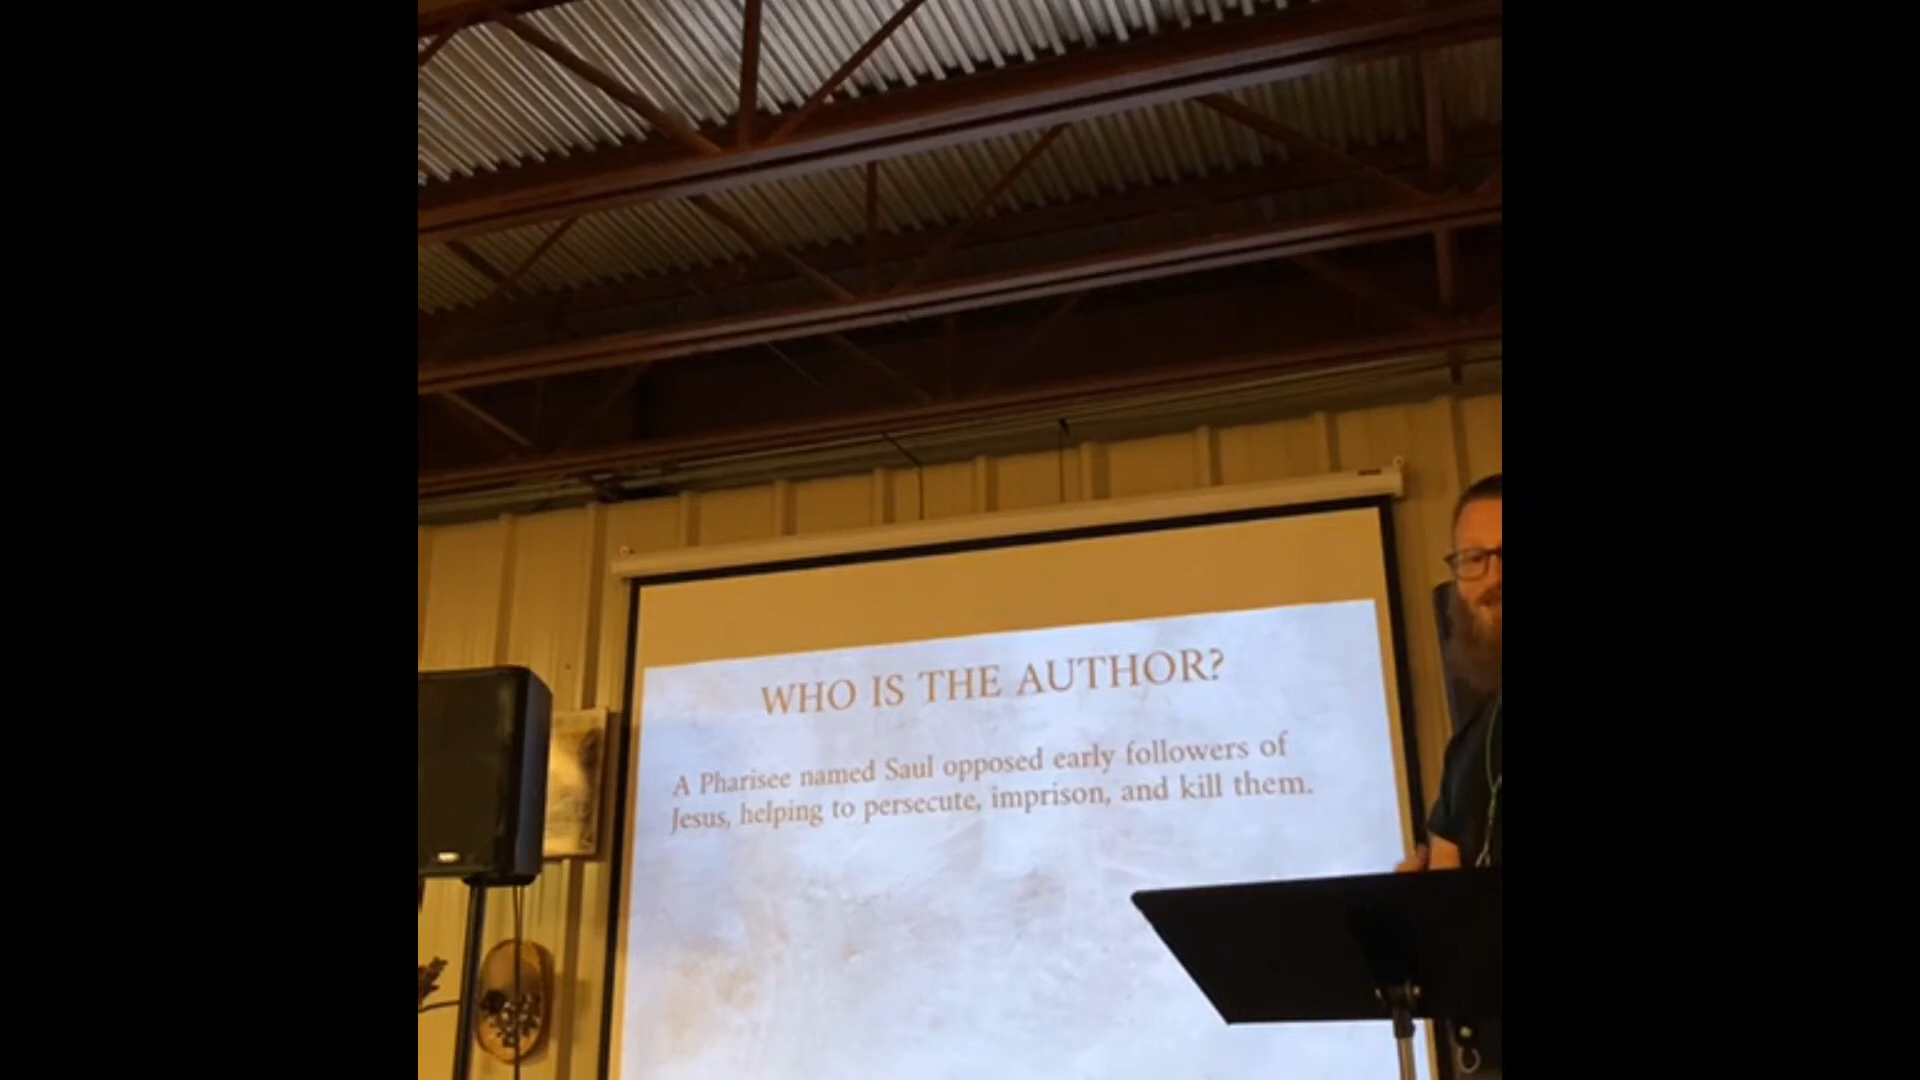 WHO IS THE AUTHOR?
A Pharisee named Saul opposed early followers of
Jesus, helping to persecute, imprison, and kill them.